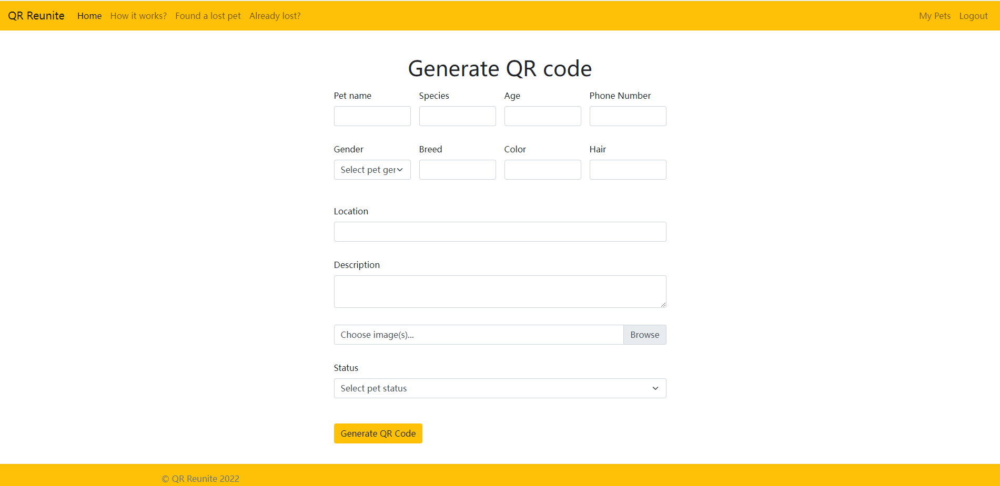 QR Reunite Home How it works? Found a lost pet Already lost? My Pets Logout
Generate QR code
Pet name Species Age Phone Number
Gender Breed Color Hair
Select pet ger
Location
Description
Choose image(s)... Browse
Status
Select pet status
Generate QR Code
© QR Reunite 2022